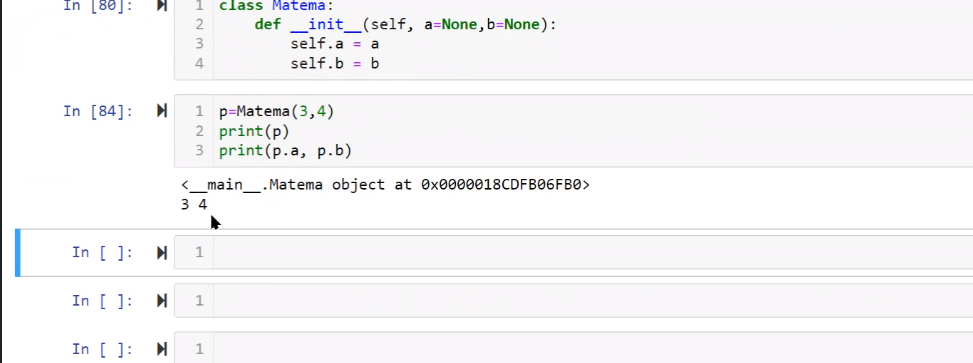 In [80]: 1 class Matema:
2 def __init__(self, a=None,b=None):
3 self.a = a
4 self.b = b
In [84]: 1 p=Matema(3,4)
2 print(p)
3 print(p.a, p.b)
<__main__.Matema object at 0x0000018CDFB06FB0>
3 4
In [ ]: 1
In [ ]: 1
In [ ]: 1